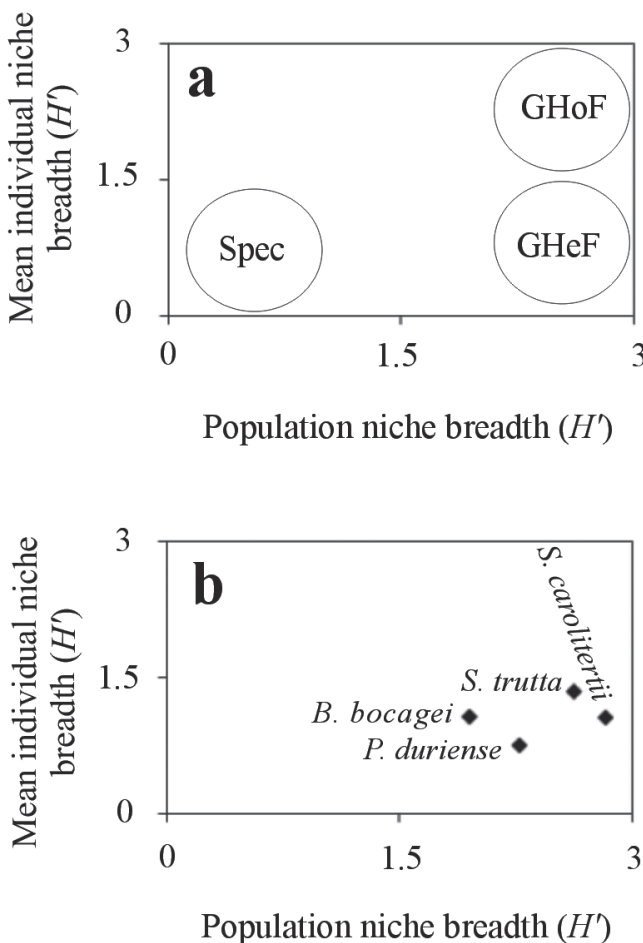 Mean individual niche
breadth (H')
3
1.5
0
a
GHoF
Spec
GHeF
0
1.5
3
Population niche breadth (H')
Mean individual niche
breadth (H')
3
1.5
0
b
S. carolitertii
S. trutta
B. bocagei
P. duriense
0
1.5
3
Population niche breadth (H')